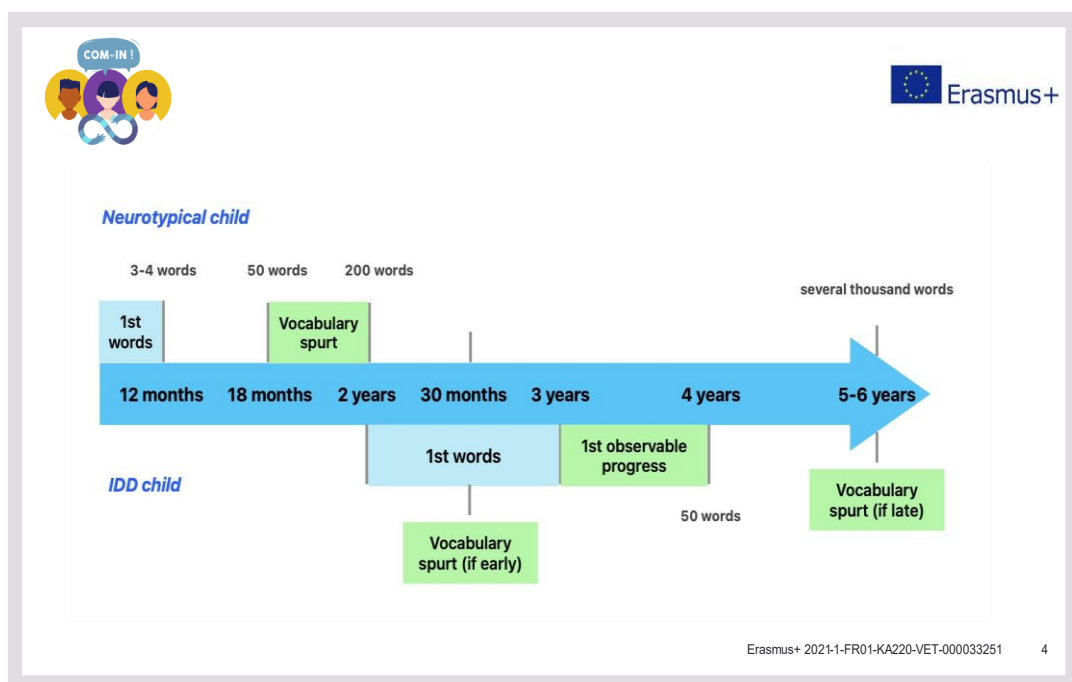 COM-IN !
Erasmus+
Neurotypical child
3-4 words
50 words
200 words
several thousand words
1st
words
Vocabulary
spurt
12 months
18 months
2 years
30 months
3 years
4 years
5-6 years
1st words
1st observable
progress
IDD child
50 words
Vocabulary
spurt (if late)
Vocabulary
spurt (if early)
Erasmus+ 2021-1-FR01-KA220-VET-000033251
4